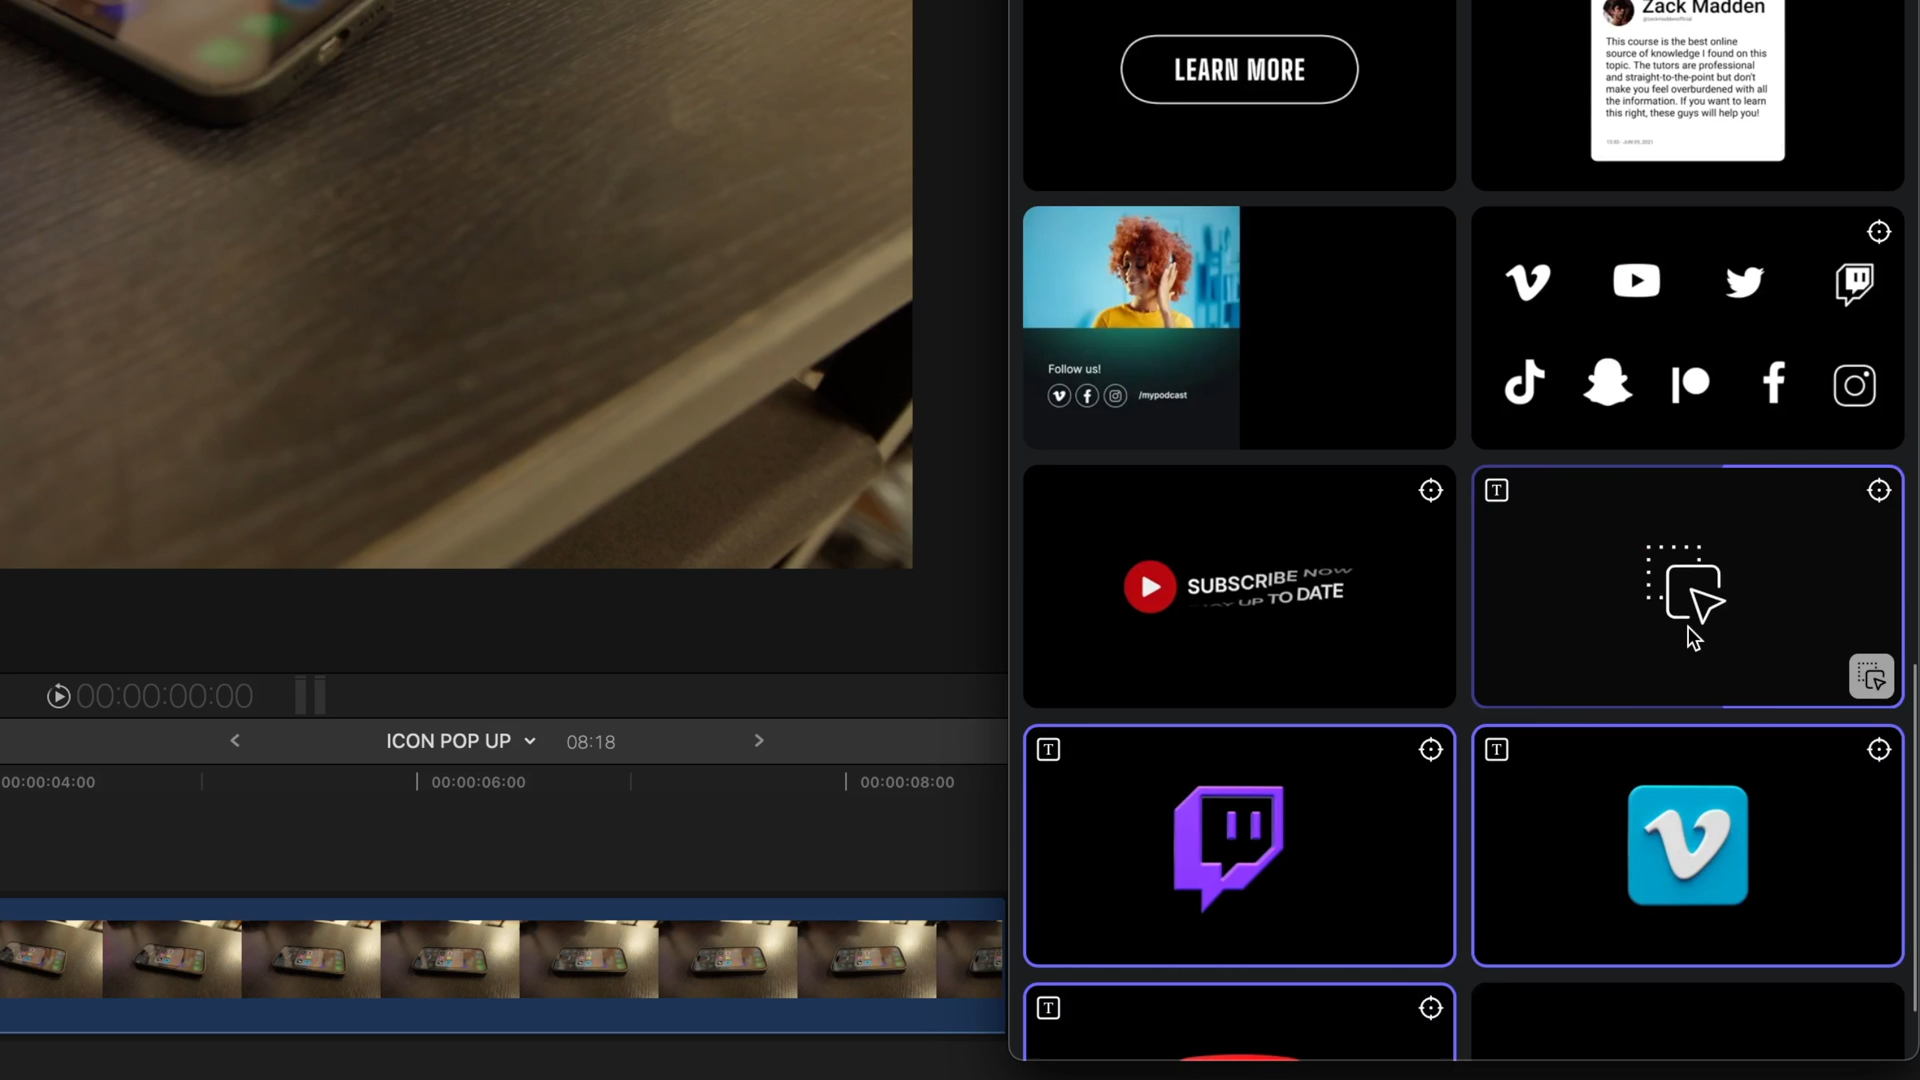 LEARN MORE
Zack Madden
@zackmaddenofficial
This course is the best online
source of knowledge I found on this
topic. The tutors are professional
and straight-to-the-point but don't
make you feel overburdened with all
the information. If you want to learn
this right, these guys will help you!
Follow us!
/mypodcast
SUBSCRIBE NOW
STAY UP TO DATE
T
T
T
T
00:00:00:00
ICON POP UP
08:18
00:00:04:00
00:00:06:00
00:00:08:00